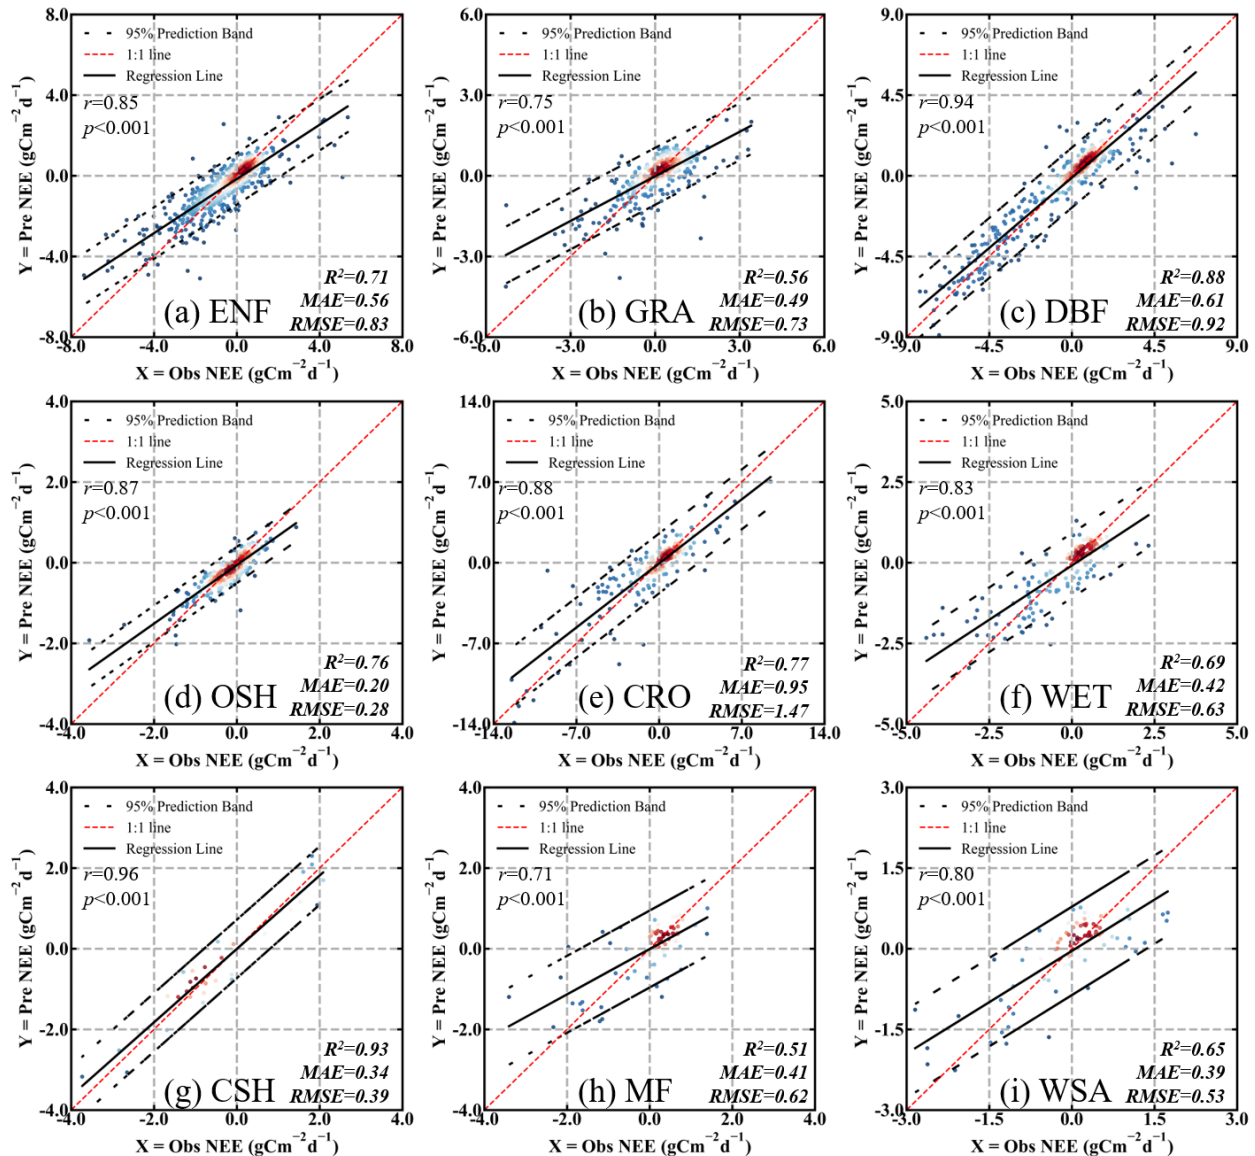 8.0
95% Prediction Band
1:1 line
Regression Line
r=0.85
p<0.001
4.0
0.0
-4.0
-8.0
Y = Pre NEE (gCm⁻²d⁻¹)
R²=0.71
MAE=0.56
RMSE=0.83
(a) ENF
-8.0 -4.0 0.0 4.0 8.0
X = Obs NEE (gCm⁻²d⁻¹)
6.0
95% Prediction Band
1:1 line
Regression Line
r=0.75
p<0.001
3.0
0.0
-3.0
-6.0
Y = Pre NEE (gCm⁻²d⁻¹)
R²=0.56
MAE=0.49
RMSE=0.73
(b) GRA
-6.0 -3.0 0.0 3.0 6.0
X = Obs NEE (gCm⁻²d⁻¹)
9.0
95% Prediction Band
1:1 line
Regression Line
r=0.94
p<0.001
4.5
0.0
-4.5
-9.0
Y = Pre NEE (gCm⁻²d⁻¹)
R²=0.88
MAE=0.61
RMSE=0.92
(c) DBF
-9.0 -4.5 0.0 4.5 9.0
X = Obs NEE (gCm⁻²d⁻¹)
4.0
95% Prediction Band
1:1 line
Regression Line
r=0.87
p<0.001
2.0
0.0
-2.0
-4.0
Y = Pre NEE (gCm⁻²d⁻¹)
R²=0.76
MAE=0.20
RMSE=0.28
(d) OSH
-4.0 -2.0 0.0 2.0 4.0
X = Obs NEE (gCm⁻²d⁻¹)
14.0
95% Prediction Band
1:1 line
Regression Line
r=0.88
p<0.001
7.0
0.0
-7.0
-14.0
Y = Pre NEE (gCm⁻²d⁻¹)
R²=0.77
MAE=0.95
RMSE=1.47
(e) CRO
-14.0 -7.0 0.0 7.0 14.0
X = Obs NEE (gCm⁻²d⁻¹)
5.0
95% Prediction Band
1:1 line
Regression Line
r=0.83
p<0.001
2.5
0.0
-2.5
-5.0
Y = Pre NEE (gCm⁻²d⁻¹)
R²=0.69
MAE=0.42
RMSE=0.63
(f) WET
-5.0 -2.5 0.0 2.5 5.0
X = Obs NEE (gCm⁻²d⁻¹)
4.0
95% Prediction Band
1:1 line
Regression Line
r=0.96
p<0.001
2.0
0.0
-2.0
-4.0
Y = Pre NEE (gCm⁻²d⁻¹)
R²=0.93
MAE=0.34
RMSE=0.39
(g) CSH
-4.0 -2.0 0.0 2.0 4.0
X = Obs NEE (gCm⁻²d⁻¹)
4.0
95% Prediction Band
1:1 line
Regression Line
r=0.71
p<0.001
2.0
0.0
-2.0
-4.0
Y = Pre NEE (gCm⁻²d⁻¹)
R²=0.51
MAE=0.41
RMSE=0.62
(h) MF
-4.0 -2.0 0.0 2.0 4.0
X = Obs NEE (gCm⁻²d⁻¹)
3.0
95% Prediction Band
1:1 line
Regression Line
r=0.80
p<0.001
1.5
0.0
-1.5
-3.0
Y = Pre NEE (gCm⁻²d⁻¹)
R²=0.65
MAE=0.39
RMSE=0.53
(i) WSA
-3.0 -1.5 0.0 1.5 3.0
X = Obs NEE (gCm⁻²d⁻¹)